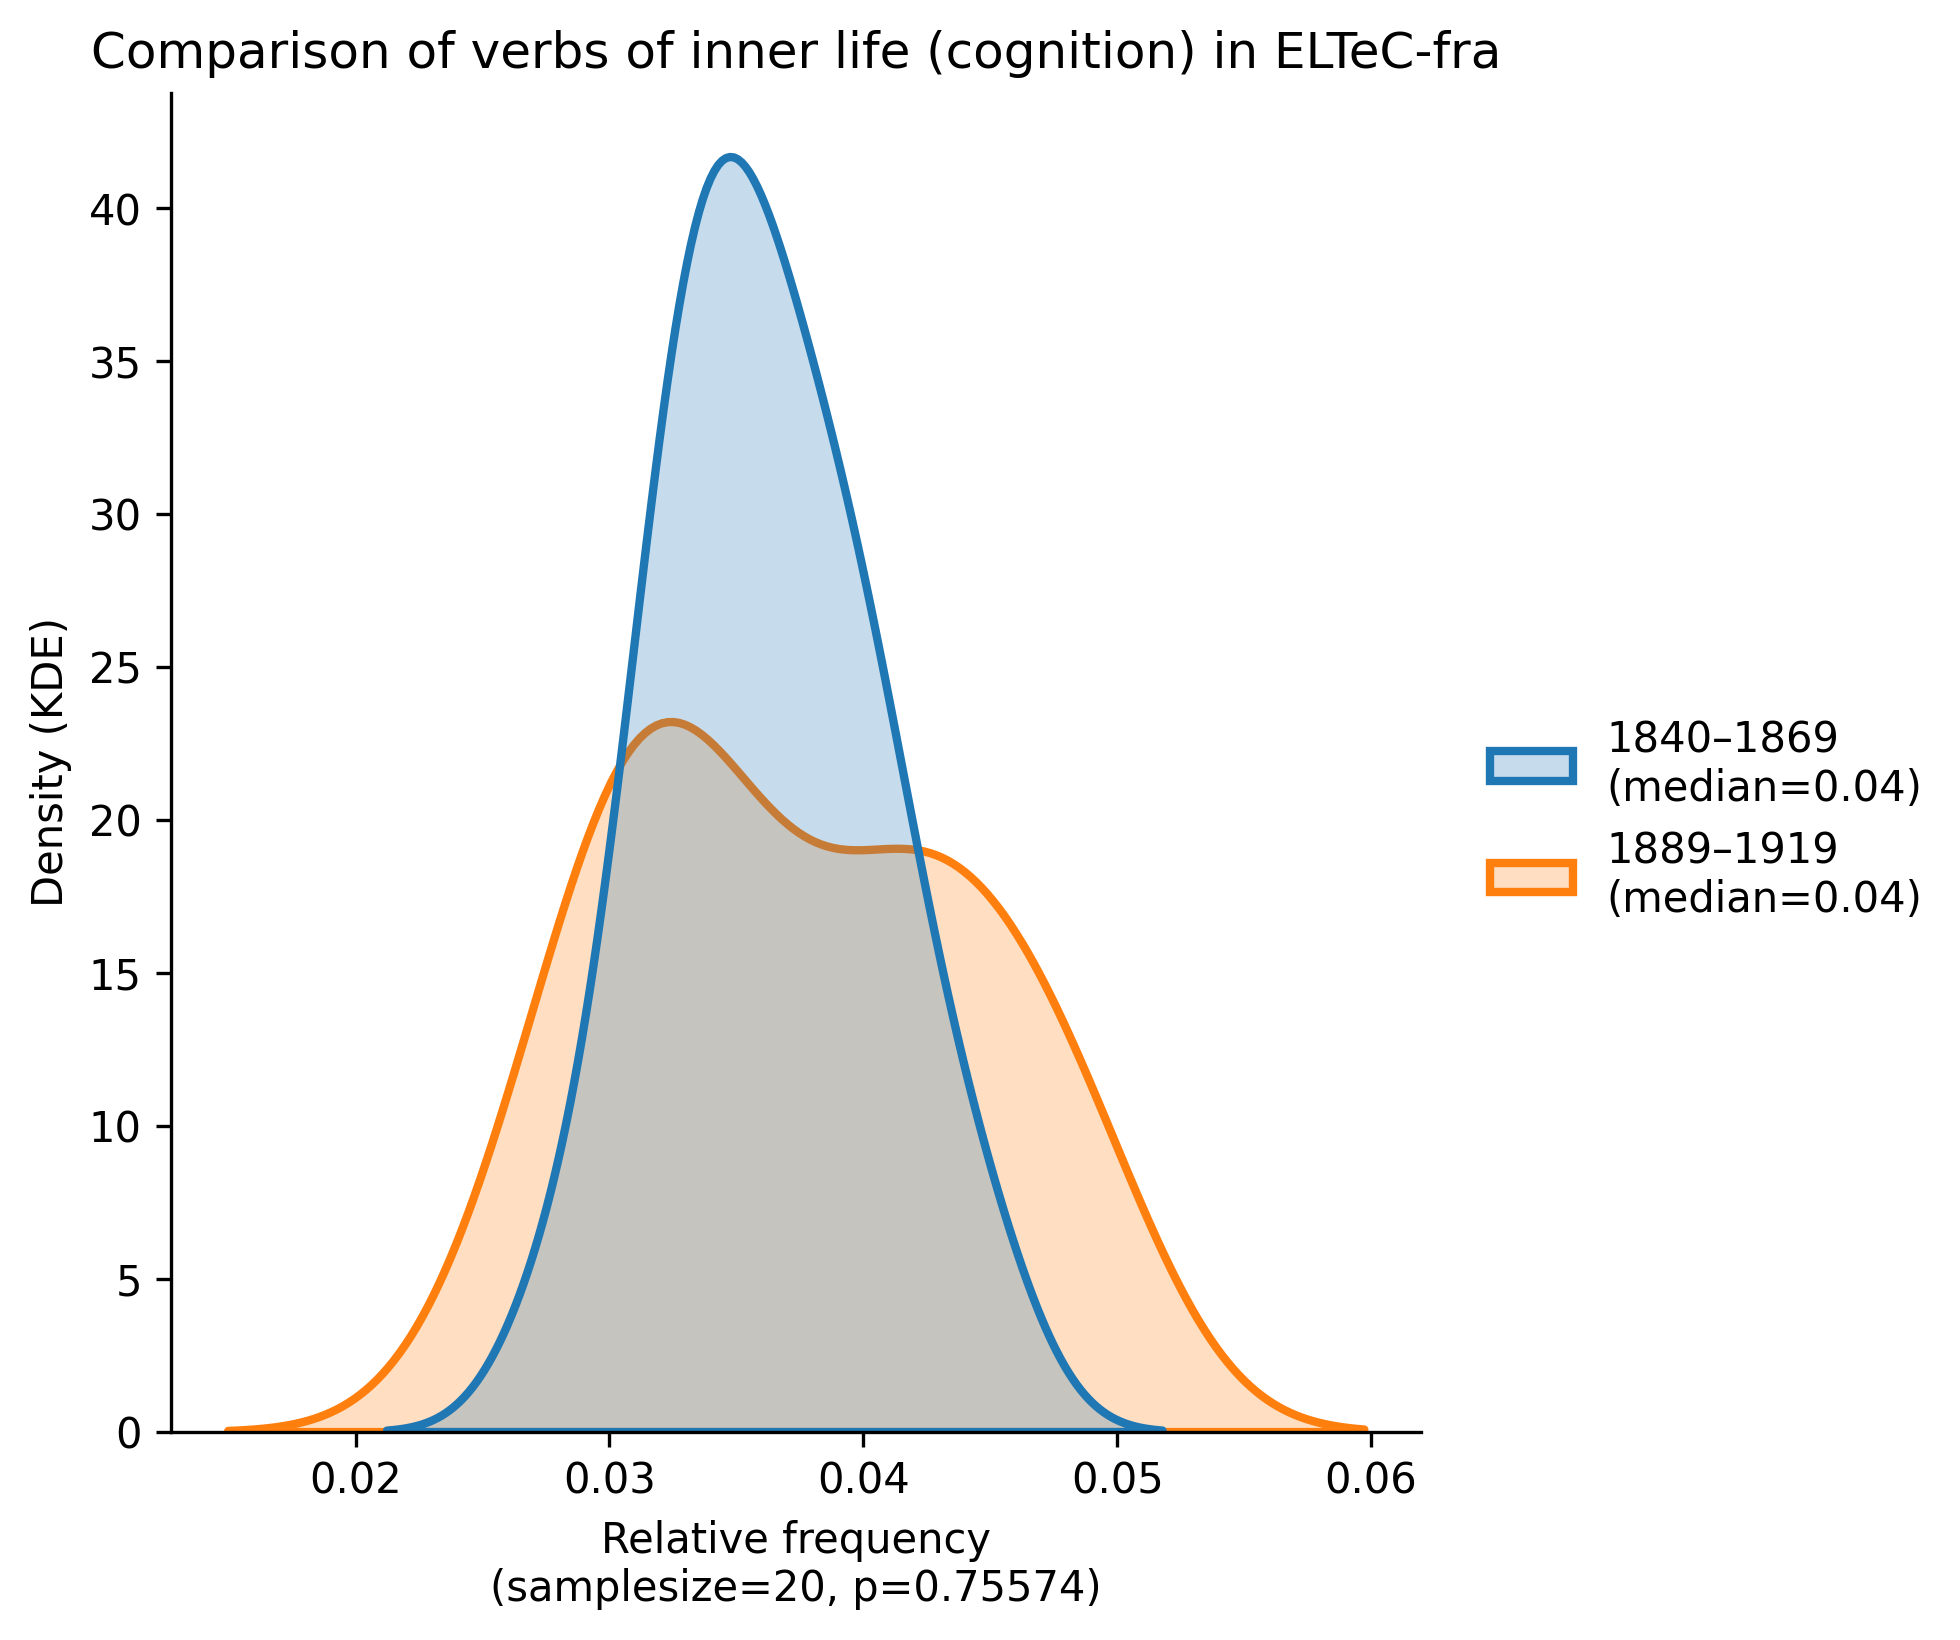 Comparison of verbs of inner life (cognition) in ELTeC-fra
Density (KDE)
40
35
30
25
20
15
10
5
0
0.02
0.03
0.04
0.05
0.06
Relative frequency
(samplesize=20, p=0.75574)
1840–1869
(median=0.04)
1889–1919
(median=0.04)